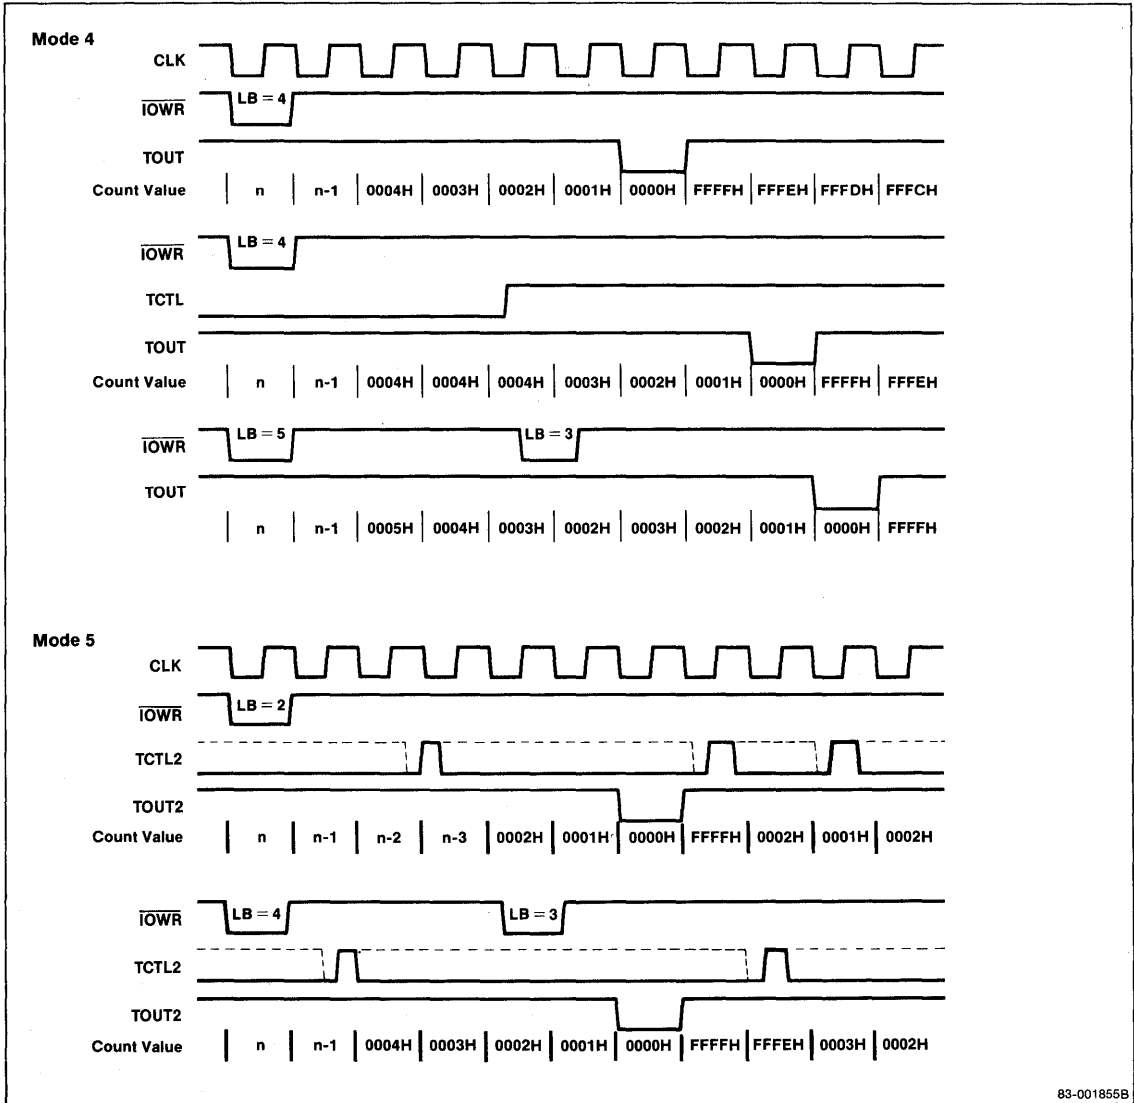 Mode 4
CLK
IOWR LB = 4
TOUT
Count Value n n-1 0004H 0003H 0002H 0001H 0000H FFFFH FFFEH FFFDH FFFCH
IOWR LB = 4
TCTL
TOUT
Count Value n n-1 0004H 0004H 0004H 0003H 0002H 0001H 0000H FFFFH FFFEH
IOWR LB = 5 LB = 3
TOUT
n n-1 0005H 0004H 0003H 0002H 0003H 0002H 0001H 0000H FFFFH
Mode 5
CLK
IOWR LB = 2
TCTL2
TOUT2
Count Value n n-1 n-2 n-3 0002H 0001H 0000H FFFFH 0002H 0001H 0002H
IOWR LB = 4 LB = 3
TCTL2
TOUT2
Count Value n n-1 0004H 0003H 0002H 0001H 0000H FFFFH FFFEH 0003H 0002H
83-001855B